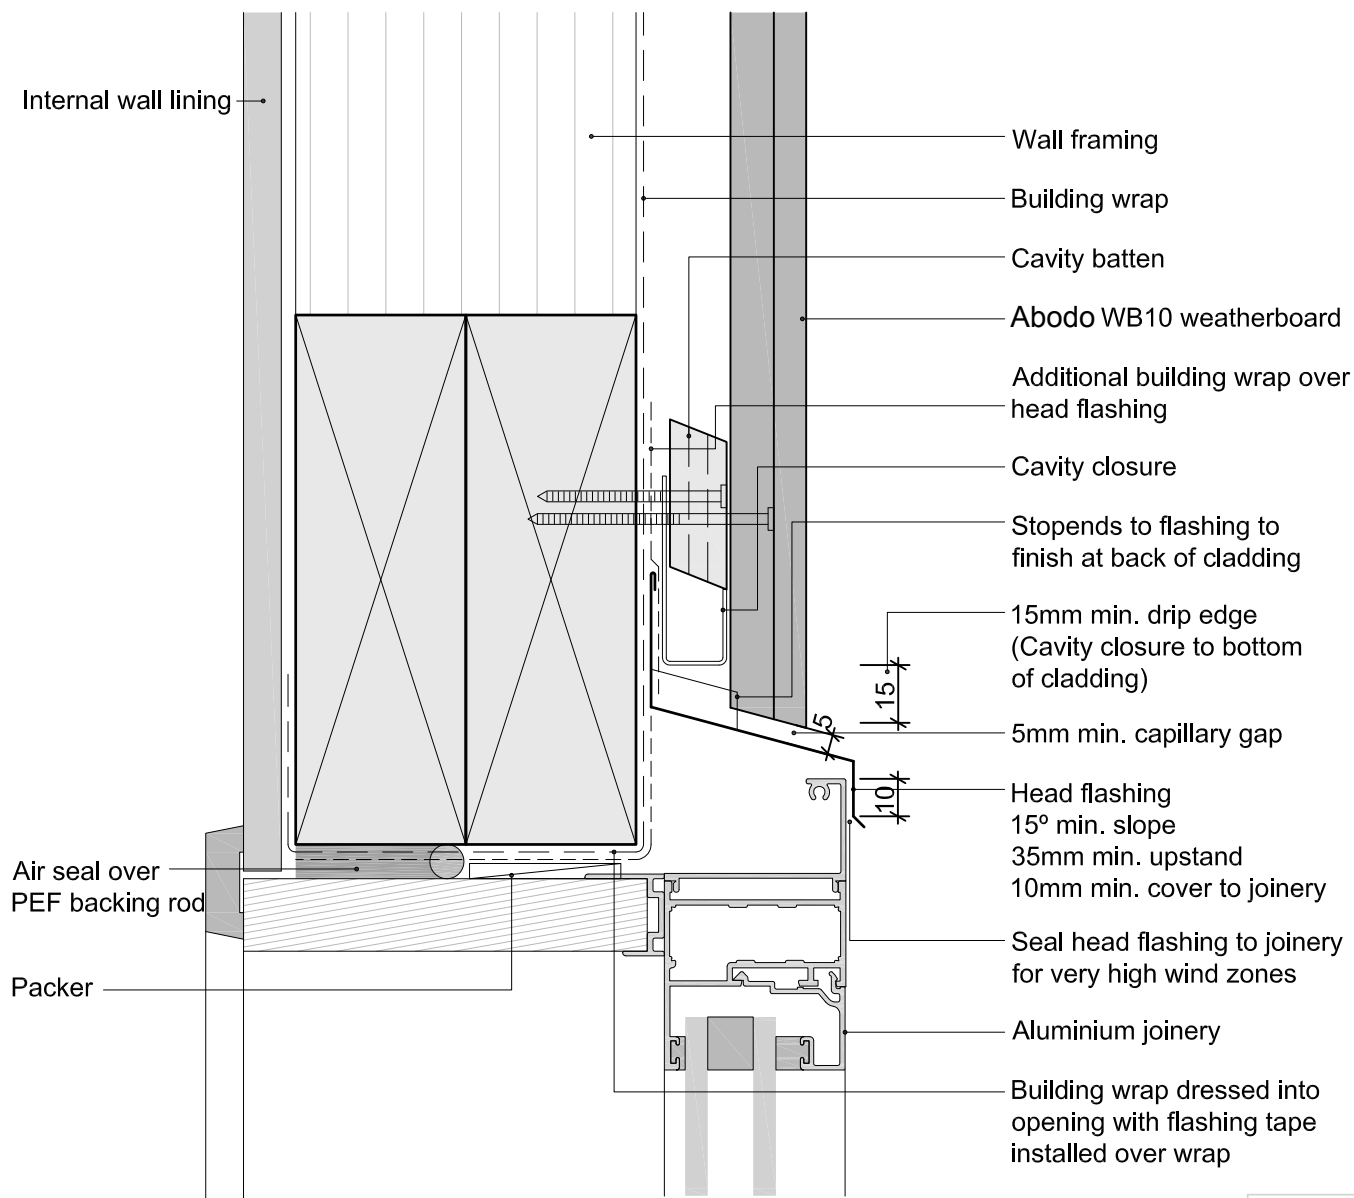 Internal wall lining
Wall framing
Building wrap
Cavity batten
Abodo WB10 weatherboard
Additional building wrap over
head flashing
Cavity closure
Stopends to flashing to
finish at back of cladding
15mm min. drip edge
(Cavity closure to bottom
of cladding)
15
5
5mm min. capillary gap
10
Head flashing
15º min. slope
35mm min. upstand
10mm min. cover to joinery
Air seal over
PEF backing rod
Seal head flashing to joinery
for very high wind zones
Packer
Aluminium joinery
Building wrap dressed into
opening with flashing tape
installed over wrap